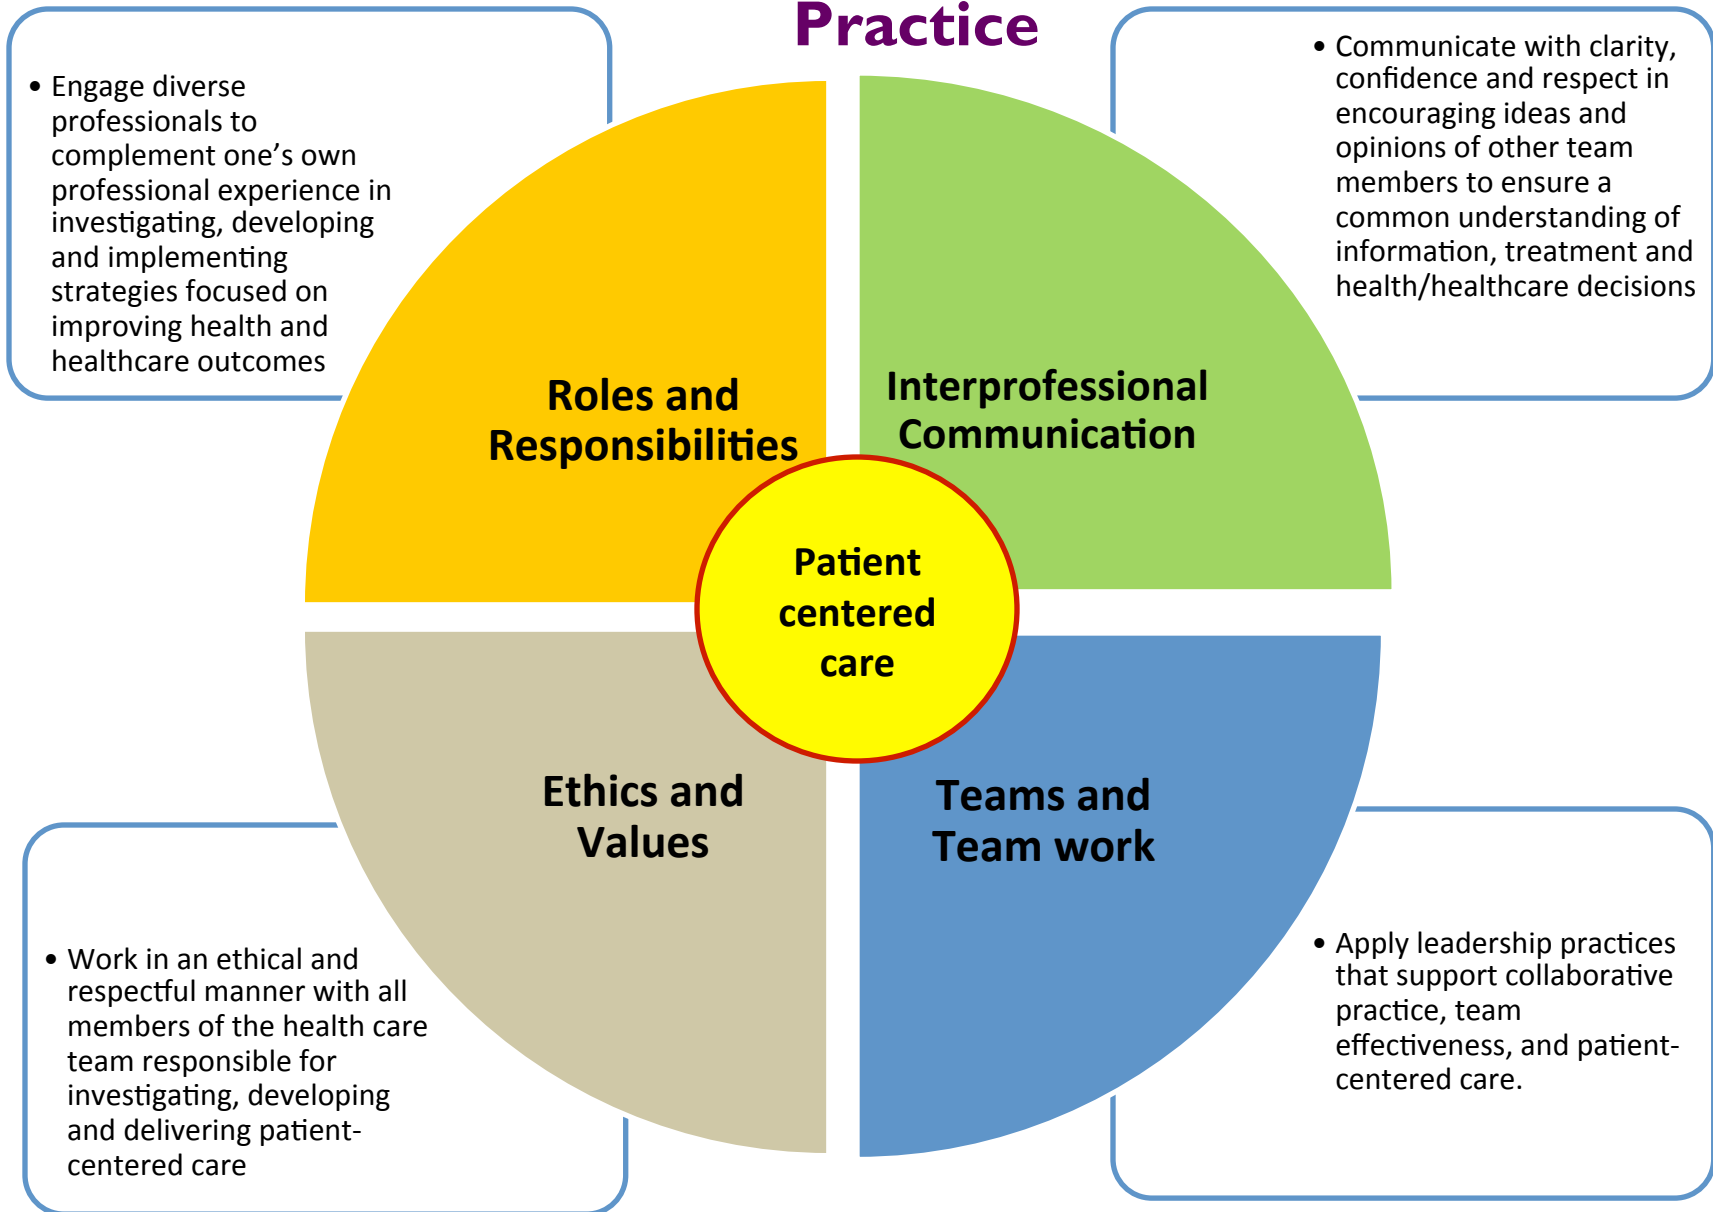 Practice
• Engage diverse
professionals to
complement one’s own
professional experience in
investigating, developing
and implementing
strategies focused on
improving health and
healthcare outcomes
• Communicate with clarity,
confidence and respect in
encouraging ideas and
opinions of other team
members to ensure a
common understanding of
information, treatment and
health/healthcare decisions
Roles and
Responsibilities
Interprofessional
Communication
Patient
centered
care
Ethics and
Values
Teams and
Team work
• Work in an ethical and
respectful manner with all
members of the health care
team responsible for
investigating, developing
and delivering patient-
centered care
• Apply leadership practices
that support collaborative
practice, team
effectiveness, and patient-
centered care.